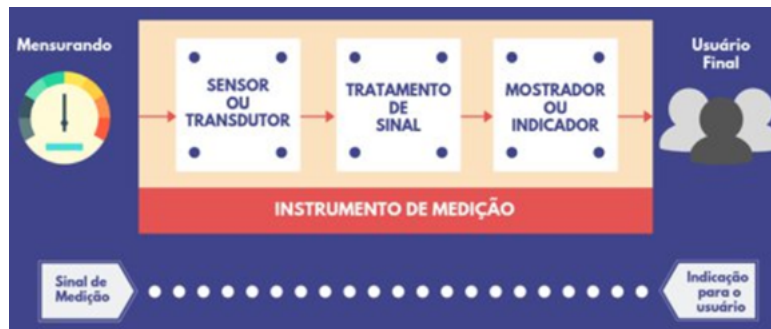 Mensurando
Usuário
Final
SENSOR
OU
TRANSDUTOR
TRATAMENTO
DE
SINAL
MOSTRADOR
OU
INDICADOR
INSTRUMENTO DE MEDIÇÃO
Sinal de
Medição
Indicação
para o
usuário